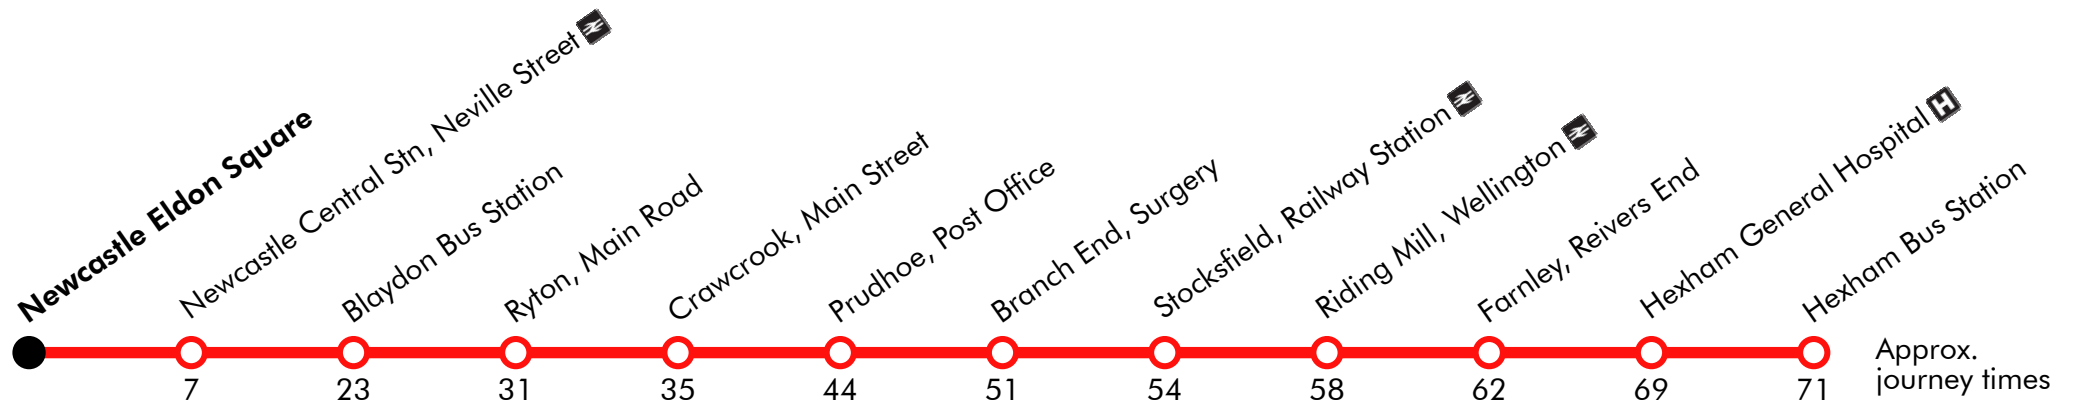 Newcastle Eldon Square
Newcastle Central Stn, Neville Street
Blaydon Bus Station
Ryton, Main Road
Crawcrook, Main Street
Prudhoe, Post Office
Branch End, Surgery
Stocksfield, Railway Station
Riding Mill, Wellington
Farnley, Reivers End
Hexham General Hospital H
Hexham Bus Station
7 23 31 35 44 51 54 58 62 69 71
Approx.
journey times